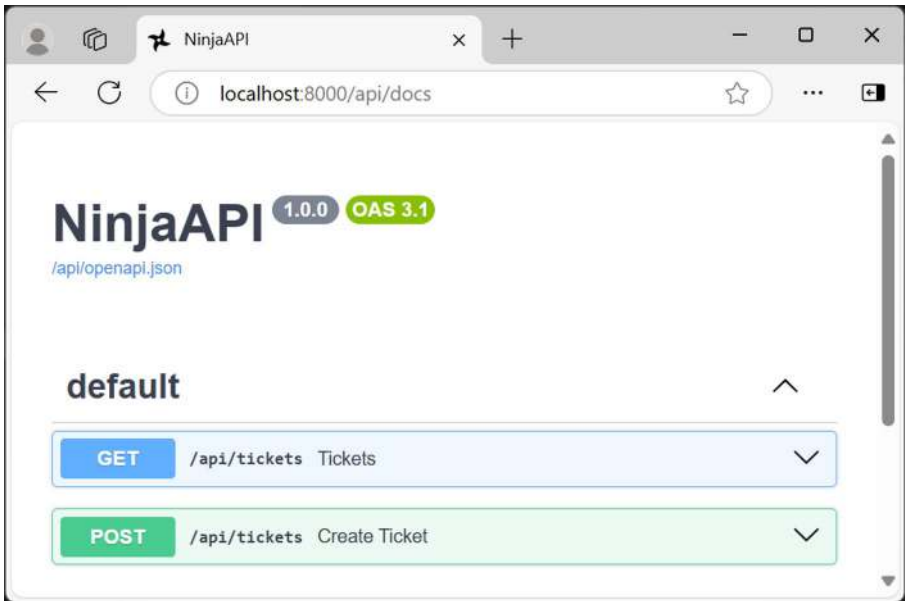 NinjaAPI
localhost:8000/api/docs
NinjaAPI 1.0.0 OAS 3.1
/api/openapi.json
default
GET /api/tickets Tickets
POST /api/tickets Create Ticket